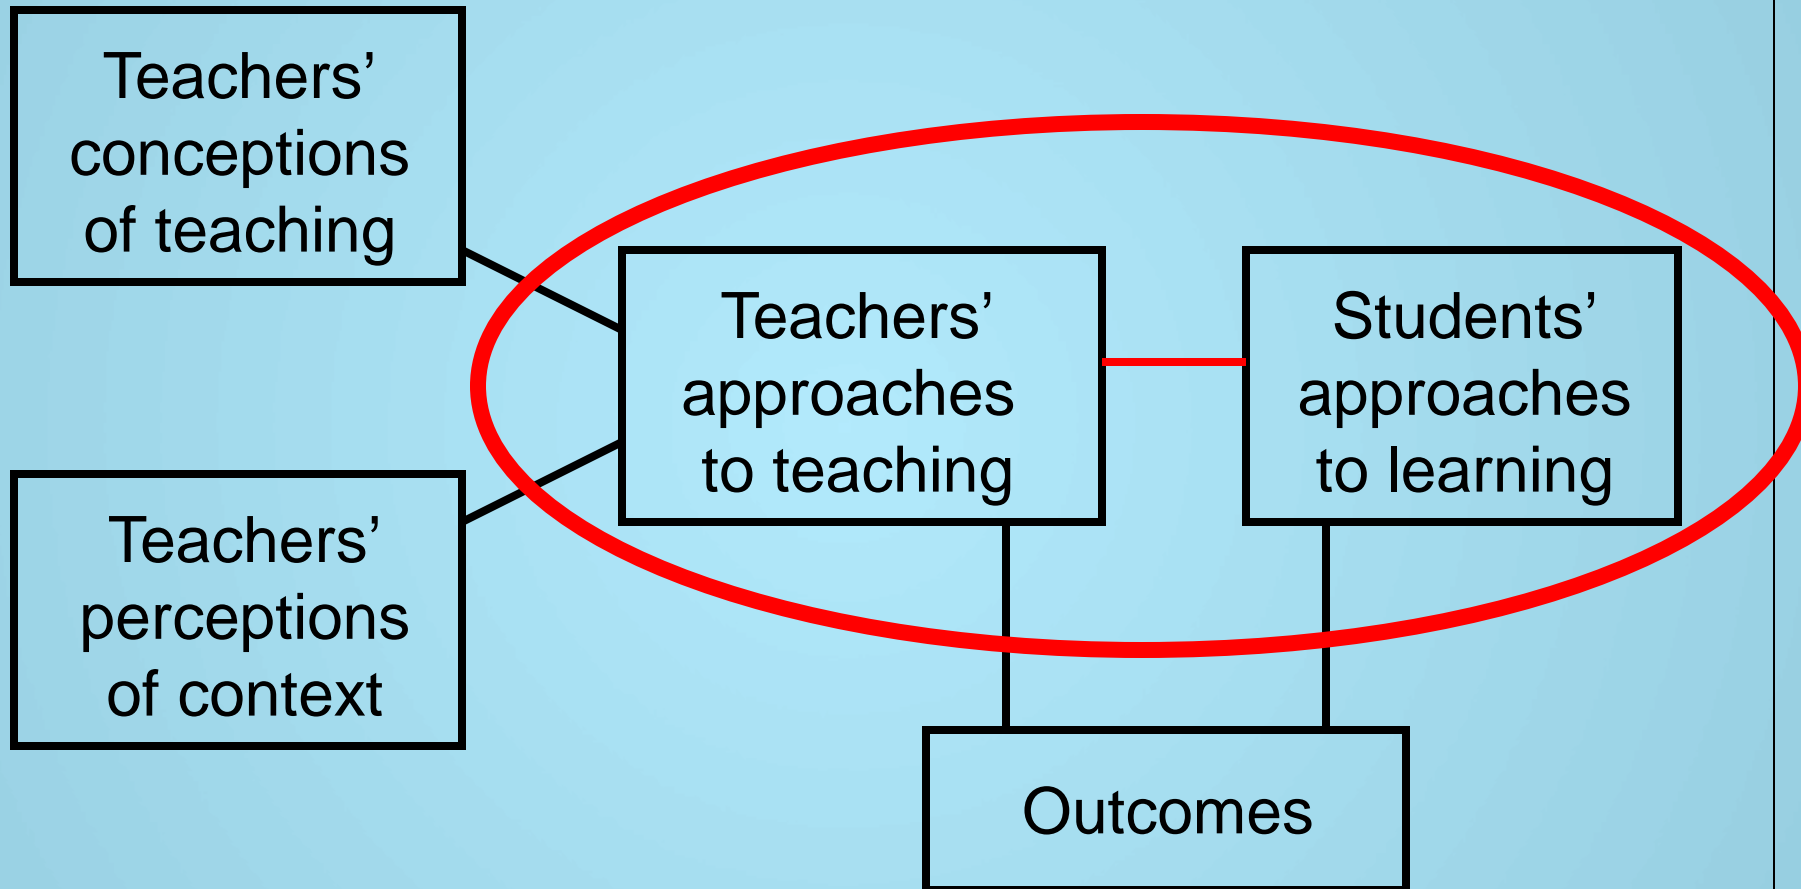 Teachers’
conceptions
of teaching
Teachers’
approaches
to teaching
Students’
approaches
to learning
Teachers’
perceptions
of context
Outcomes